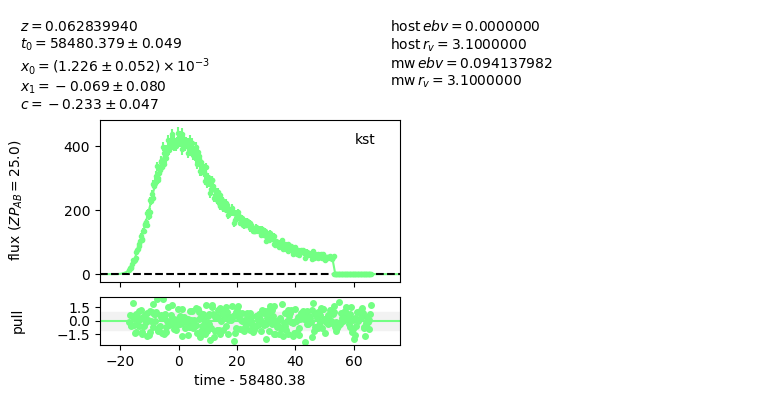 z = 0.062839940
t₀ = 58480.379 ± 0.049
x₀ = (1.226 ± 0.052) × 10⁻³
x₁ = −0.069 ± 0.080
c = −0.233 ± 0.047
host ebv = 0.0000000
host r_v = 3.1000000
mw ebv = 0.094137982
mw r_v = 3.1000000
kst
flux (ZP_AB = 25.0)
400
200
0
pull
1.5
0.0
−1.5
−20 0 20 40 60
time - 58480.38